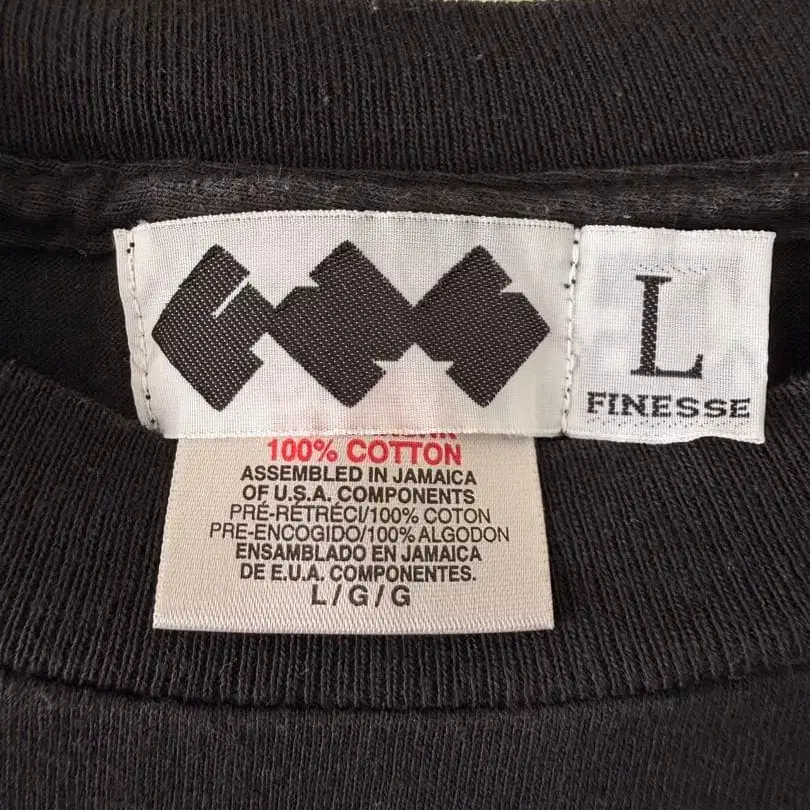 L
FINESSE
100% COTTON
ASSEMBLED IN JAMAICA
OF U.S.A. COMPONENTS
PRÉ-RÉTRÉCI/100% COTON
PRE-ENCOGIDO/100% ALGODON
ENSAMBLADO EN JAMAICA
DE E.U.A. COMPONENTES.
L/G/G